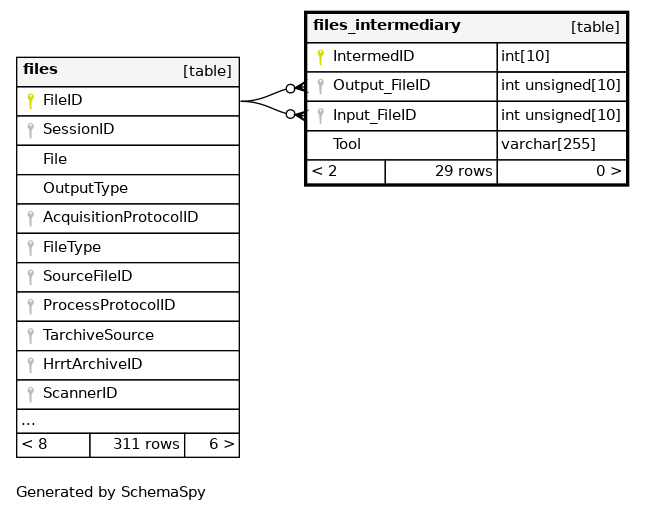 files [table]
FileID
SessionID
File
OutputType
AcquisitionProtocolID
FileType
SourceFileID
ProcessProtocolID
TarchiveSource
HrrtArchiveID
ScannerID
...
< 8 311 rows 6 >
files_intermediary [table]
IntermedID int[10]
Output_FileID int unsigned[10]
Input_FileID int unsigned[10]
Tool varchar[255]
< 2 29 rows 0 >
Generated by SchemaSpy